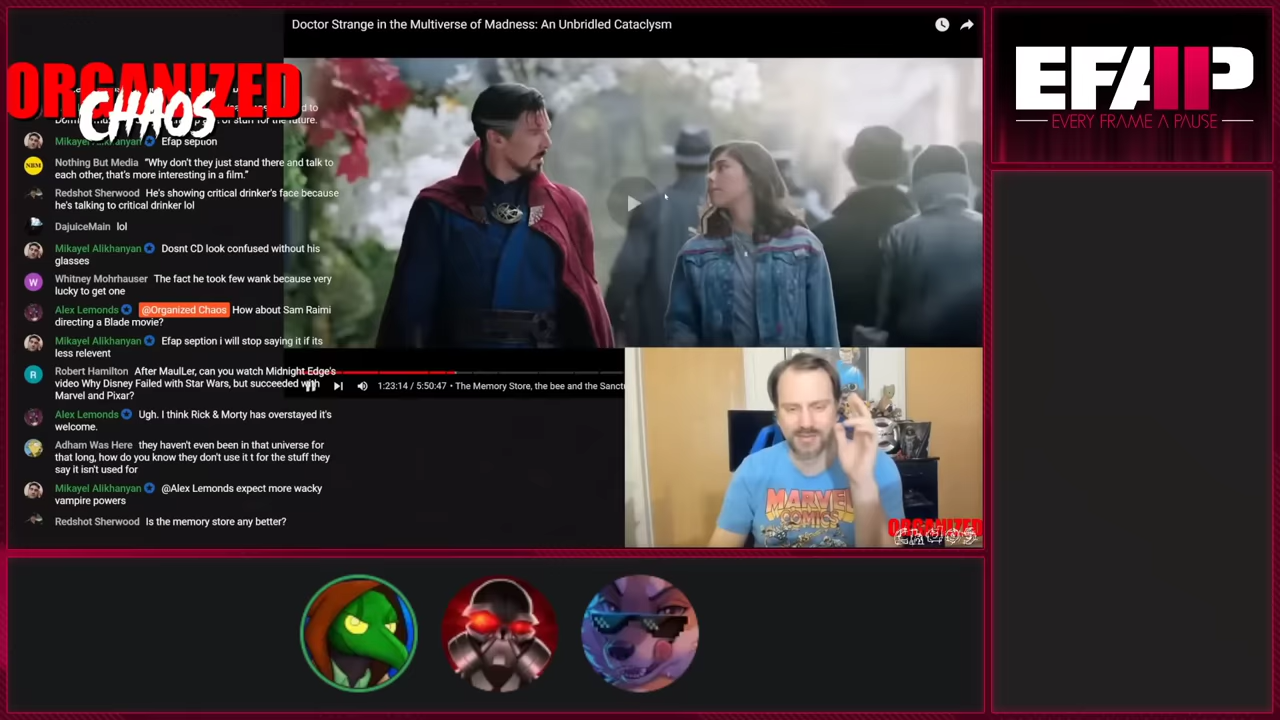 Doctor Strange in the Multiverse of Madness: An Unbridled Cataclysm
ORGANIZED
CHAOS
of stuff for the future.
Mikayel Alikhanyan Efap seption
Nothing But Media “Why don't they just stand there and talk to
each other, that's more interesting in a film.”
Redshot Sherwood He's showing critical drinker's face because
he's talking to critical drinker lol
DajuiceMain lol
Mikayel Alikhanyan Dosnt CD look confused without his
glasses
Whitney Mohrhauser The fact he took few wank because very
lucky to get one
Alex Lemonds @Organized Chaos How about Sam Raimi
directing a Blade movie?
Mikayel Alikhanyan Efap seption i will stop saying it if its
less relevent
Robert Hamilton After MauLer, can you watch Midnight Edge's
video Why Disney Failed with Star Wars, but succeeded with
Marvel and Pixar?
Alex Lemonds Ugh. I think Rick & Morty has overstayed it's
welcome.
Adham Was Here they haven't even been in that universe for
that long, how do you know they don't use it t for the stuff they
say it isn't used for
Mikayel Alikhanyan @Alex Lemonds expect more wacky
vampire powers
Redshot Sherwood Is the memory store any better?
NBM
W
R
1:23:14 / 5:50:47 • The Memory Store, the bee and the Sanctu
MARVEL
COMICS
ORGANIZED
CHAOS
EFAP
EVERY FRAME A PAUSE